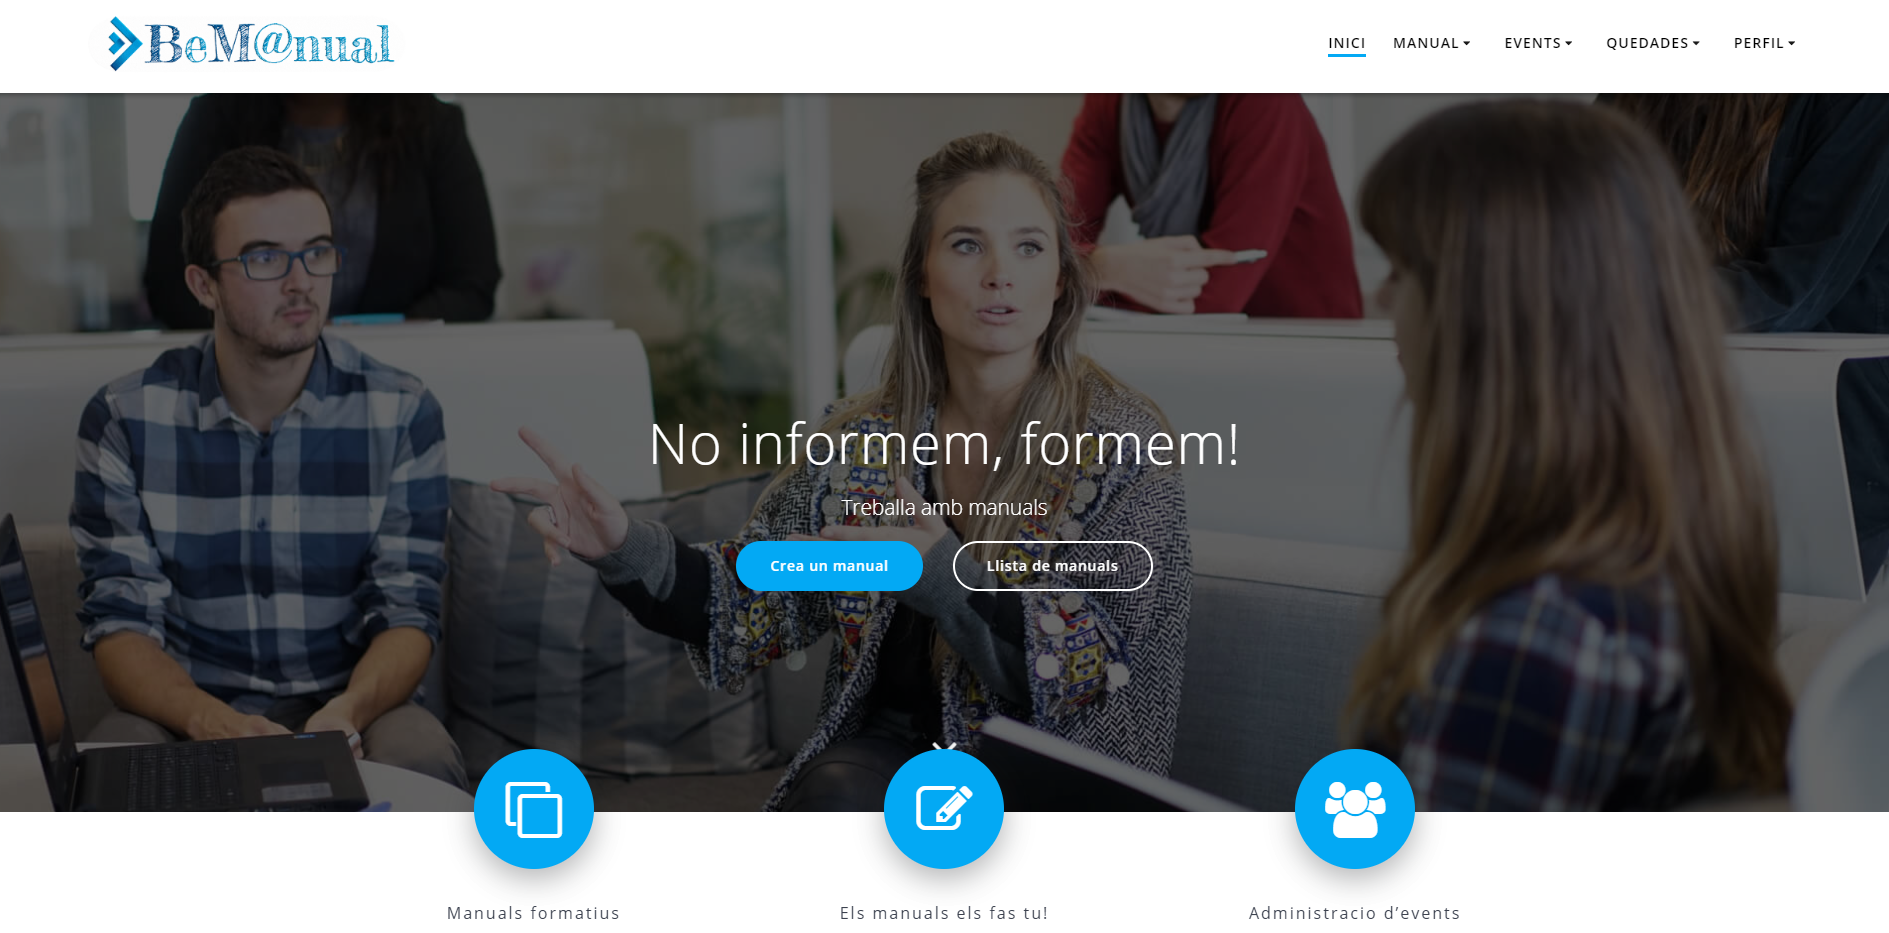 BeM@nual
INICI MANUAL EVENTS QUEDADES PERFIL
No informem, formem!
Treballa amb manuals
Crea un manual Llista de manuals
Manuals formatius Els manuals els fas tu! Administracio d’events